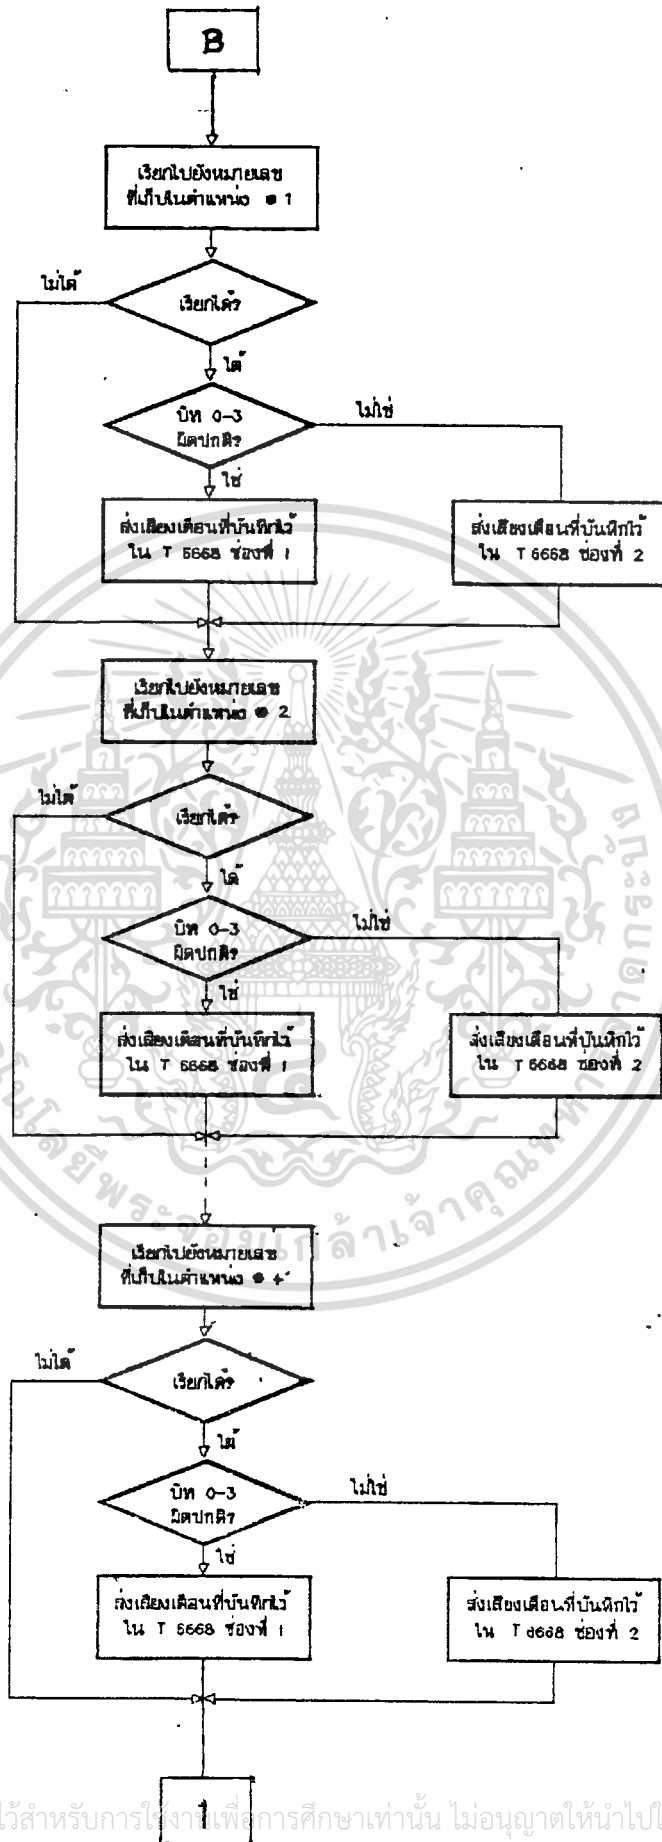 B
เรียกไปยังหมายเลข
ที่เก็บในตำแหน่ง # 1
ไม่ได้
เรียกได้?
ได้
บิท 0-3
ผิดปกติ?
ไม่ใช่
ใช่
ส่งเสียงเตือนที่บันทึกไว้
ใน T 6668 ช่องที่ 1
ส่งเสียงเตือนที่บันทึกไว้
ใน T 6668 ช่องที่ 2
เรียกไปยังหมายเลข
ที่เก็บในตำแหน่ง # 2
ไม่ได้
เรียกได้?
ได้
บิท 0-3
ผิดปกติ?
ไม่ใช่
ใช่
ส่งเสียงเตือนที่บันทึกไว้
ใน T 6668 ช่องที่ 1
ส่งเสียงเตือนที่บันทึกไว้
ใน T 6668 ช่องที่ 2
เรียกไปยังหมายเลข
ที่เก็บในตำแหน่ง #
ไม่ได้
เรียกได้?
ได้
บิท 0-3
ผิดปกติ?
ไม่ใช่
ใช่
ส่งเสียงเตือนที่บันทึกไว้
ใน T 6668 ช่องที่ 1
ส่งเสียงเตือนที่บันทึกไว้
ใน T 6668 ช่องที่ 2
1
ไว้สำหรับการใช้งานเพื่อการศึกษาเท่านั้น ไม่อนุญาตให้นำไปใ